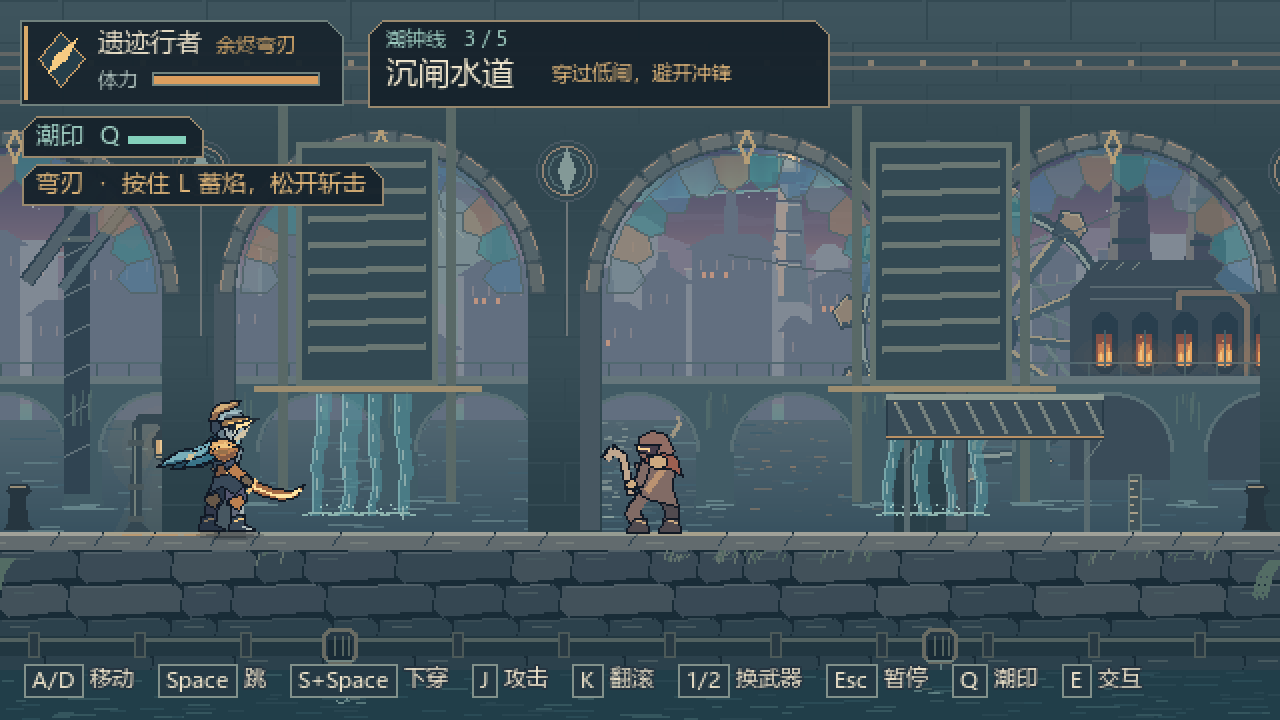 遗迹行者 余烬弯刃
体力
潮钟线 3 / 5
沉闸水道 穿过低闸，避开冲锋
潮印 Q
弯刃 · 按住 L 蓄焰，松开斩击
A/D 移动 Space 跳 S+Space 下穿 J 攻击 K 翻滚 1/2 换武器 Esc 暂停 Q 潮印 E 交互